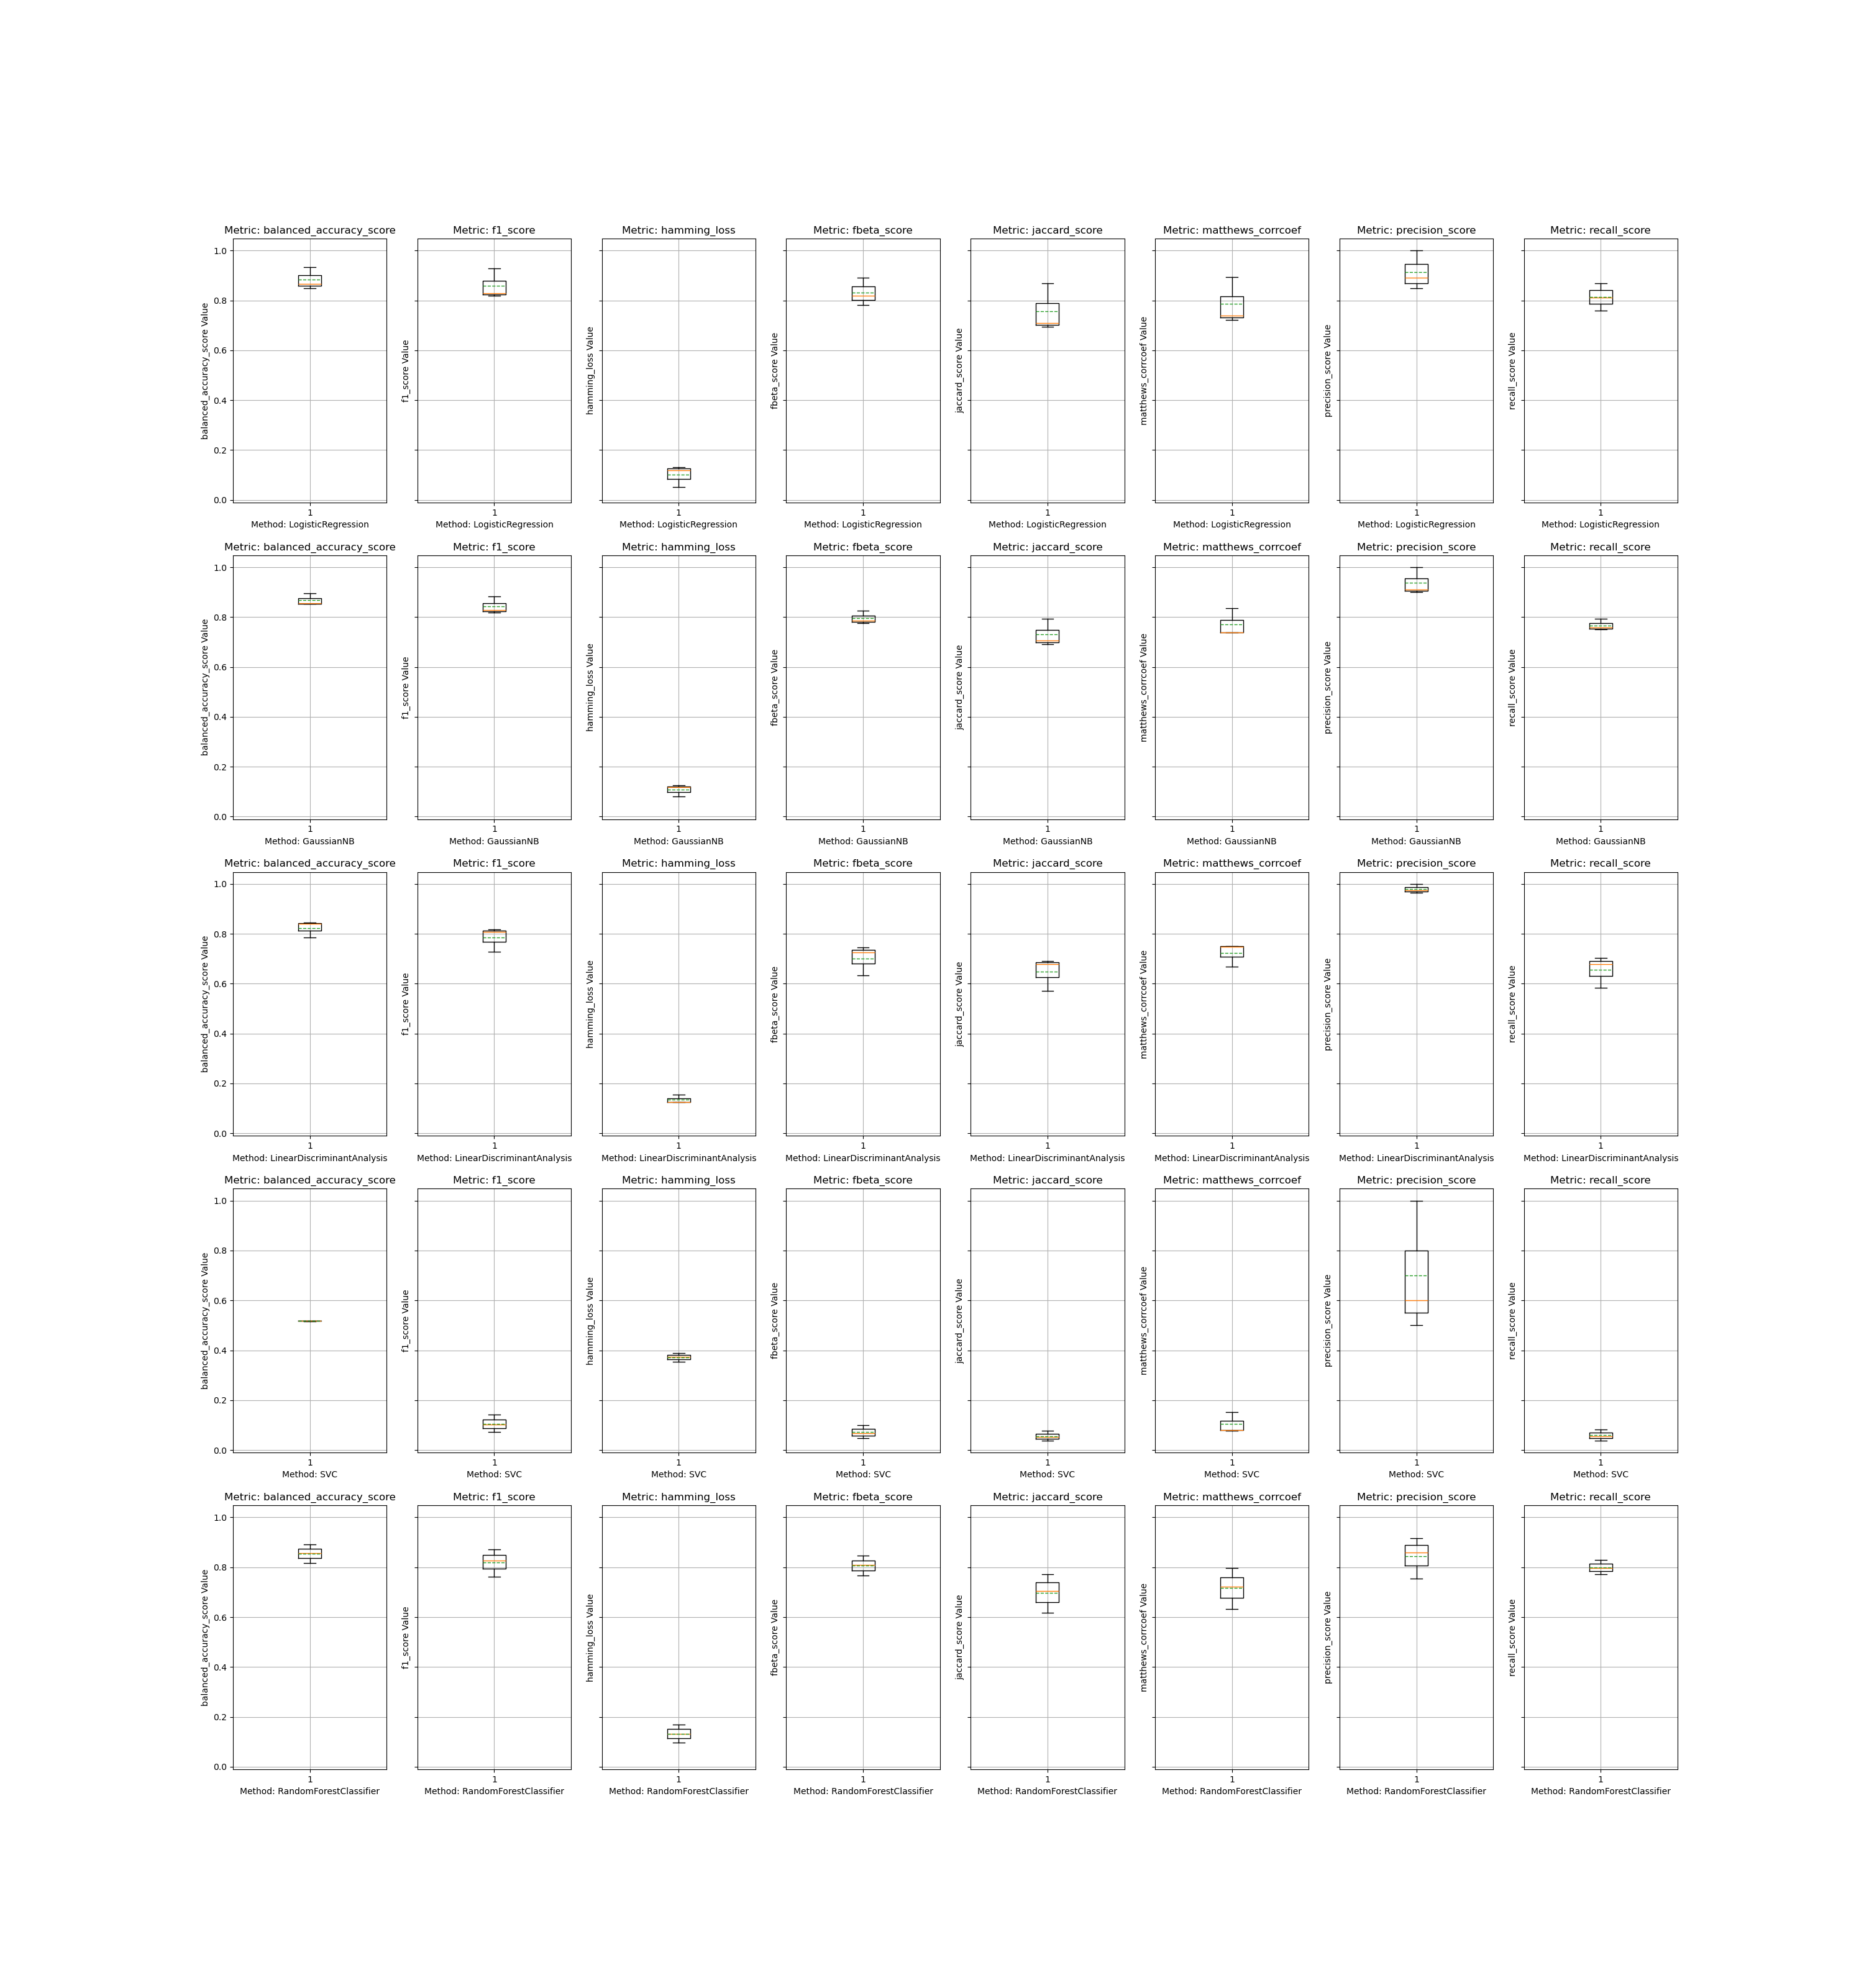 Metric: balanced_accuracy_score Metric: f1_score Metric: hamming_loss Metric: fbeta_score Metric: jaccard_score Metric: matthews_corrcoef Metric: precision_score Metric: recall_score
balanced_accuracy_score Value
f1_score Value
hamming_loss Value
fbeta_score Value
jaccard_score Value
matthews_corrcoef Value
precision_score Value
recall_score Value
1.0
0.8
0.6
0.4
0.2
0.0
1 1 1 1 1 1 1 1
Method: LogisticRegression Method: LogisticRegression Method: LogisticRegression Method: LogisticRegression Method: LogisticRegression Method: LogisticRegression Method: LogisticRegression Method: LogisticRegression
Metric: balanced_accuracy_score Metric: f1_score Metric: hamming_loss Metric: fbeta_score Metric: jaccard_score Metric: matthews_corrcoef Metric: precision_score Metric: recall_score
balanced_accuracy_score Value
f1_score Value
hamming_loss Value
fbeta_score Value
jaccard_score Value
matthews_corrcoef Value
precision_score Value
recall_score Value
1.0
0.8
0.6
0.4
0.2
0.0
1 1 1 1 1 1 1 1
Method: GaussianNB Method: GaussianNB Method: GaussianNB Method: GaussianNB Method: GaussianNB Method: GaussianNB Method: GaussianNB Method: GaussianNB
Metric: balanced_accuracy_score Metric: f1_score Metric: hamming_loss Metric: fbeta_score Metric: jaccard_score Metric: matthews_corrcoef Metric: precision_score Metric: recall_score
balanced_accuracy_score Value
f1_score Value
hamming_loss Value
fbeta_score Value
jaccard_score Value
matthews_corrcoef Value
precision_score Value
recall_score Value
1.0
0.8
0.6
0.4
0.2
0.0
1 1 1 1 1 1 1 1
Method: LinearDiscriminantAnalysis Method: LinearDiscriminantAnalysis Method: LinearDiscriminantAnalysis Method: LinearDiscriminantAnalysis Method: LinearDiscriminantAnalysis Method: LinearDiscriminantAnalysis Method: LinearDiscriminantAnalysis Method: LinearDiscriminantAnalysis
Metric: balanced_accuracy_score Metric: f1_score Metric: hamming_loss Metric: fbeta_score Metric: jaccard_score Metric: matthews_corrcoef Metric: precision_score Metric: recall_score
balanced_accuracy_score Value
f1_score Value
hamming_loss Value
fbeta_score Value
jaccard_score Value
matthews_corrcoef Value
precision_score Value
recall_score Value
1.0
0.8
0.6
0.4
0.2
0.0
1 1 1 1 1 1 1 1
Method: SVC Method: SVC Method: SVC Method: SVC Method: SVC Method: SVC Method: SVC Method: SVC
Metric: balanced_accuracy_score Metric: f1_score Metric: hamming_loss Metric: fbeta_score Metric: jaccard_score Metric: matthews_corrcoef Metric: precision_score Metric: recall_score
balanced_accuracy_score Value
f1_score Value
hamming_loss Value
fbeta_score Value
jaccard_score Value
matthews_corrcoef Value
precision_score Value
recall_score Value
1.0
0.8
0.6
0.4
0.2
0.0
1 1 1 1 1 1 1 1
Method: RandomForestClassifier Method: RandomForestClassifier Method: RandomForestClassifier Method: RandomForestClassifier Method: RandomForestClassifier Method: RandomForestClassifier Method: RandomForestClassifier Method: RandomForestClassifier